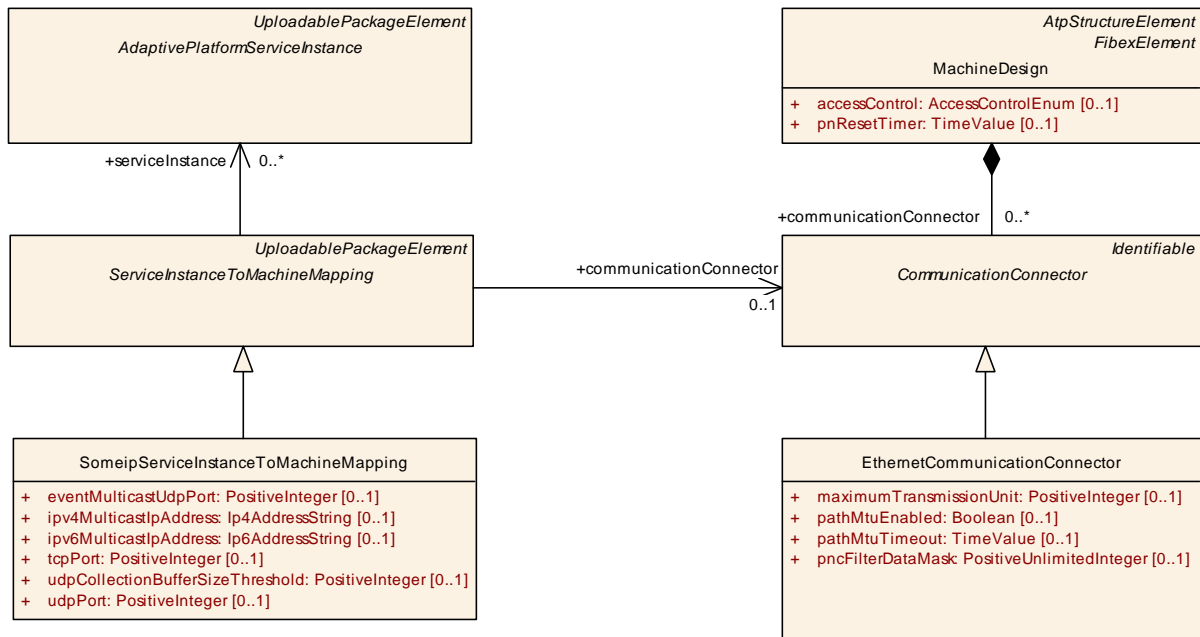 UploadablePackageElement
AdaptivePlatformServiceInstance
AtpStructureElement
FibexElement
MachineDesign
+ accessControl: AccessControlEnum [0..1]
+ pnResetTimer: TimeValue [0..1]
+serviceInstance
0..*
+communicationConnector
0..*
UploadablePackageElement
ServiceInstanceToMachineMapping
+communicationConnector
0..1
Identifiable
CommunicationConnector
SomeipServiceInstanceToMachineMapping
+ eventMulticastUdpPort: PositiveInteger [0..1]
+ ipv4MulticastIpAddress: Ip4AddressString [0..1]
+ ipv6MulticastIpAddress: Ip6AddressString [0..1]
+ tcpPort: PositiveInteger [0..1]
+ udpCollectionBufferSizeThreshold: PositiveInteger [0..1]
+ udpPort: PositiveInteger [0..1]
EthernetCommunicationConnector
+ maximumTransmissionUnit: PositiveInteger [0..1]
+ pathMtuEnabled: Boolean [0..1]
+ pathMtuTimeout: TimeValue [0..1]
+ pncFilterDataMask: PositiveUnlimitedInteger [0..1]